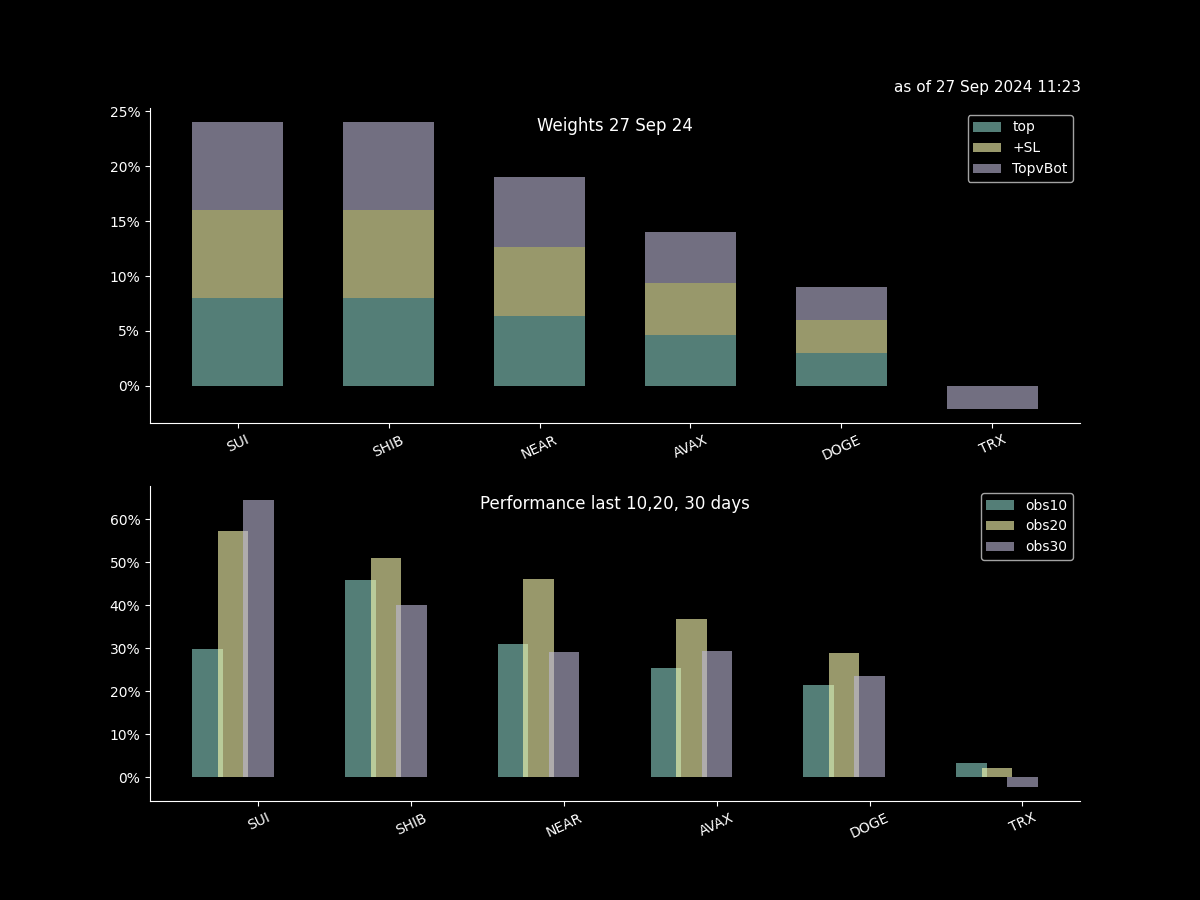 as of 27 Sep 2024 11:23
Weights 27 Sep 24
top
+SL
TopvBot
25%
20%
15%
10%
5%
0%
SUI
SHIB
NEAR
AVAX
DOGE
TRX
Performance last 10,20, 30 days
obs10
obs20
obs30
60%
50%
40%
30%
20%
10%
0%
SUI
SHIB
NEAR
AVAX
DOGE
TRX